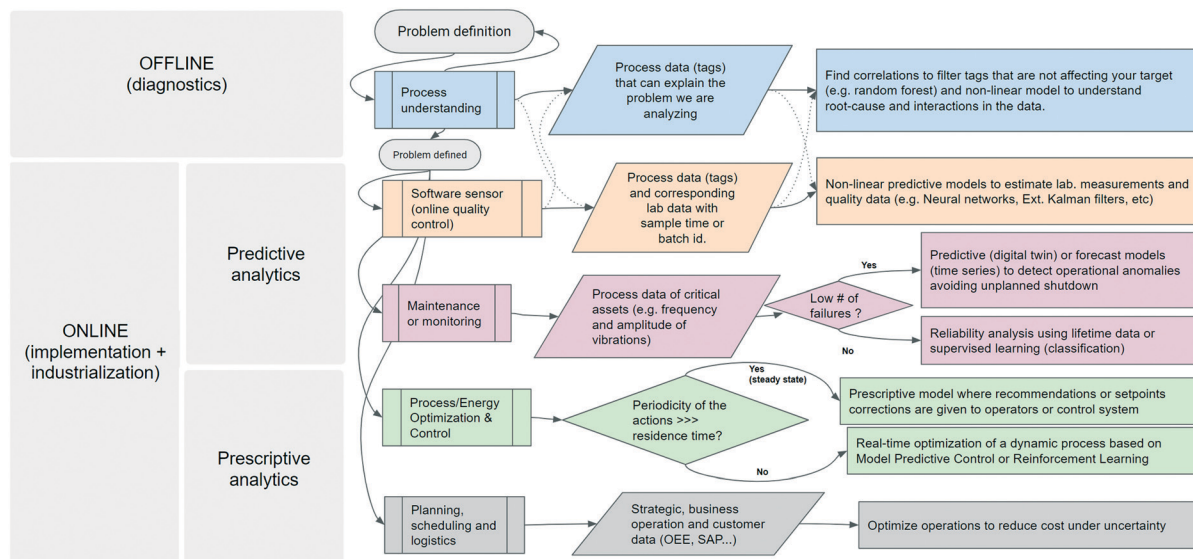 OFFLINE
(diagnostics)
Problem definition
Process
understanding
Process data (tags)
that can explain the
problem we are
analyzing
Find correlations to filter tags that are not affecting your target
(e.g. random forest) and non-linear model to understand
root-cause and interactions in the data.
Problem defined
ONLINE
(implementation +
industrialization)
Predictive
analytics
Software sensor
(online quality
control)
Process data (tags)
and corresponding
lab data with
sample time or
batch id.
Non-linear predictive models to estimate lab. measurements and
quality data (e.g. Neural networks, Ext. Kalman filters, etc)
Maintenance
or monitoring
Process data of critical
assets (e.g. frequency
and amplitude of
vibrations)
Low # of
failures ?
Yes
Predictive (digital twin) or forecast models
(time series) to detect operational anomalies
avoiding unplanned shutdown
No
Reliability analysis using lifetime data or
supervised learning (classification)
Prescriptive
analytics
Process/Energy
Optimization &
Control
Periodicity of the
actions >>>
residence time?
Yes
(steady state)
Prescriptive model where recommendations or setpoints
corrections are given to operators or control system
No
Real-time optimization of a dynamic process based on
Model Predictive Control or Reinforcement Learning
Planning,
scheduling and
logistics
Strategic, business
operation and customer
data (OEE, SAP...)
Optimize operations to reduce cost under uncertainty